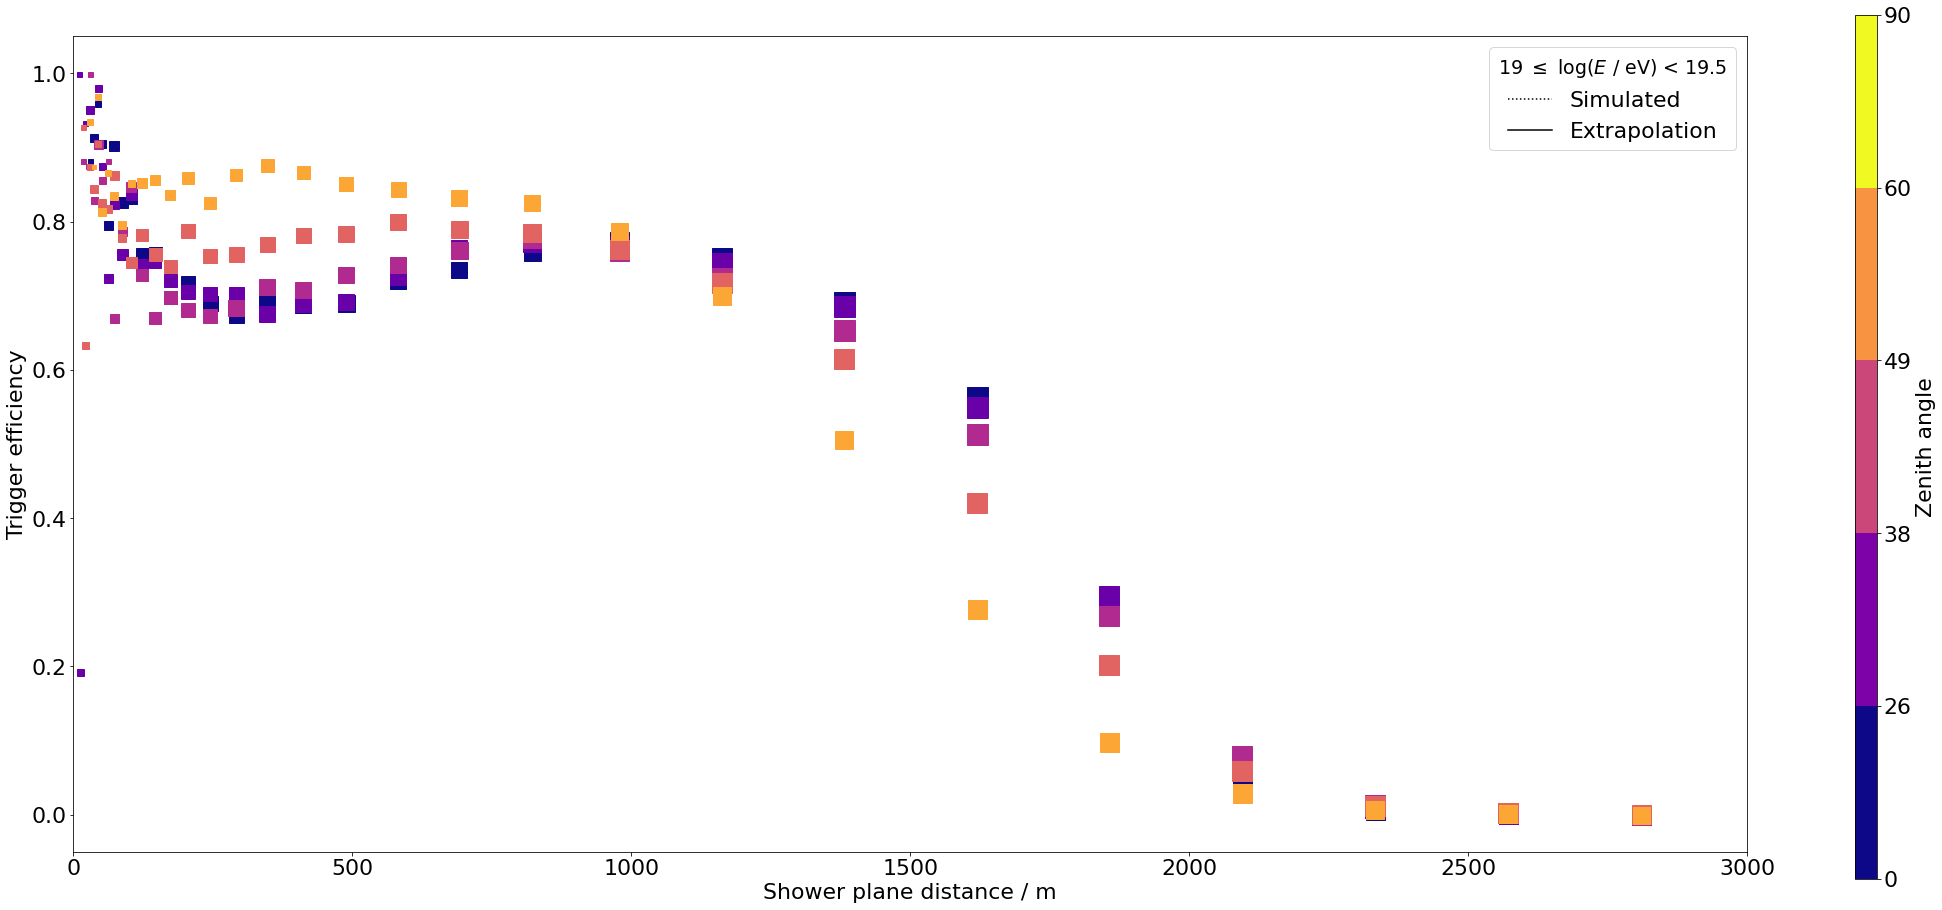 19 ≤ log(E / eV) < 19.5
Simulated
Extrapolation
Trigger efficiency
1.0
0.8
0.6
0.4
0.2
0.0
0 500 1000 1500 2000 2500 3000
Shower plane distance / m
90
60
49
38
26
0
Zenith angle